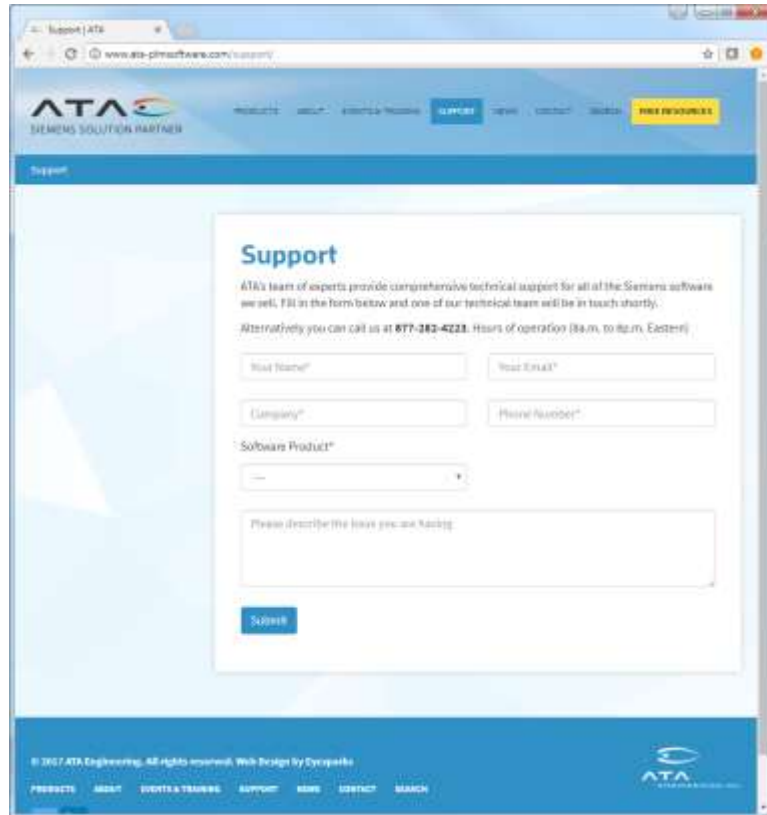 Support | ATA
www.ata-plmsoftware.com/support/
ATA
SIEMENS SOLUTION PARTNER
PRODUCTS ABOUT EVENTS & TRAINING SUPPORT NEWS CONTACT SEARCH FREE RESOURCES
Support
Support
ATA's team of experts provide comprehensive technical support for all of the Siemens software
we sell. Fill in the form below and one of our technical team will be in touch shortly.
Alternatively you can call us at 877-282-4223. Hours of operation (8a.m. to 8p.m. Eastern)
Your Name* Your Email*
Company* Phone Number*
Software Product*
---
Please describe the issue you are having
Submit
© 2017 ATA Engineering. All rights reserved. Web Design by Eyesparks
PRODUCTS ABOUT EVENTS & TRAINING SUPPORT NEWS CONTACT SEARCH
ATA